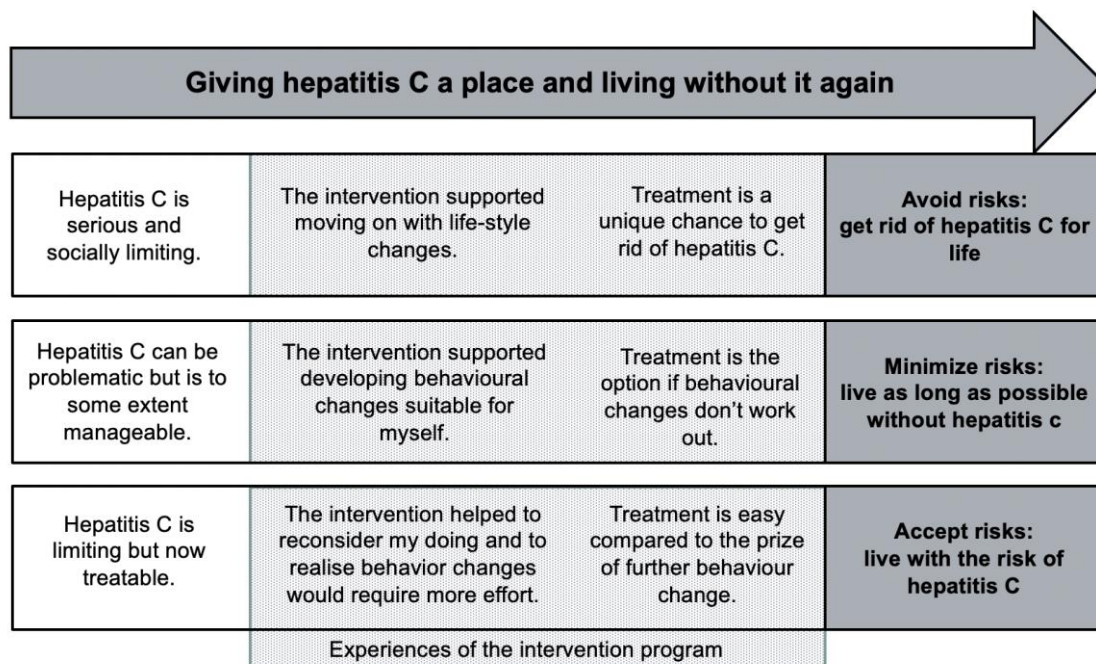 Giving hepatitis C a place and living without it again
Hepatitis C is
serious and
socially limiting.
The intervention supported
moving on with life-style
changes.
Treatment is a
unique chance to get
rid of hepatitis C.
Avoid risks:
get rid of hepatitis C for
life
Hepatitis C can be
problematic but is to
some extent
manageable.
The intervention supported
developing behavioural
changes suitable for
myself.
Treatment is the
option if behavioural
changes don’t work
out.
Minimize risks:
live as long as possible
without hepatitis c
Hepatitis C is
limiting but now
treatable.
The intervention helped to
reconsider my doing and to
realise behavior changes
would require more effort.
Treatment is easy
compared to the prize
of further behaviour
change.
Accept risks:
live with the risk of
hepatitis C
Experiences of the intervention program